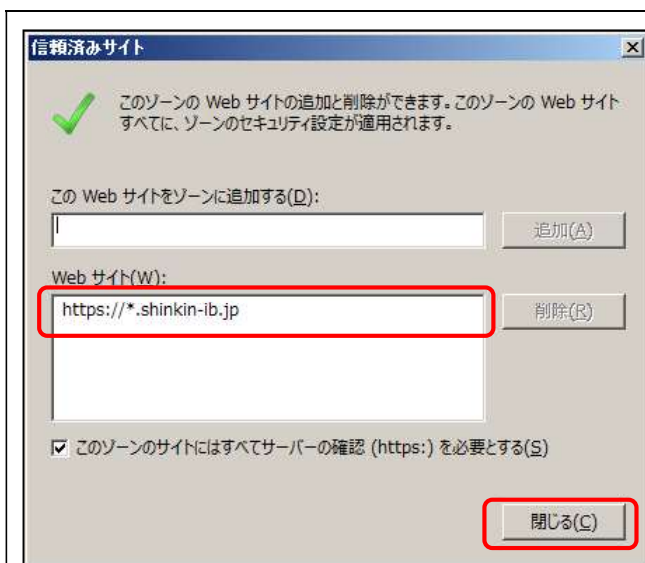 信頼済みサイト
このゾーンの Web サイトの追加と削除ができます。このゾーンの Web サイト
すべてに、ゾーンのセキュリティ設定が適用されます。
この Web サイトをゾーンに追加する(D):
追加(A)
Web サイト(W):
https://*.shinkin-ib.jp
削除(R)
このゾーンのサイトにはすべてサーバーの確認 (https:) を必要とする(S)
閉じる(C)